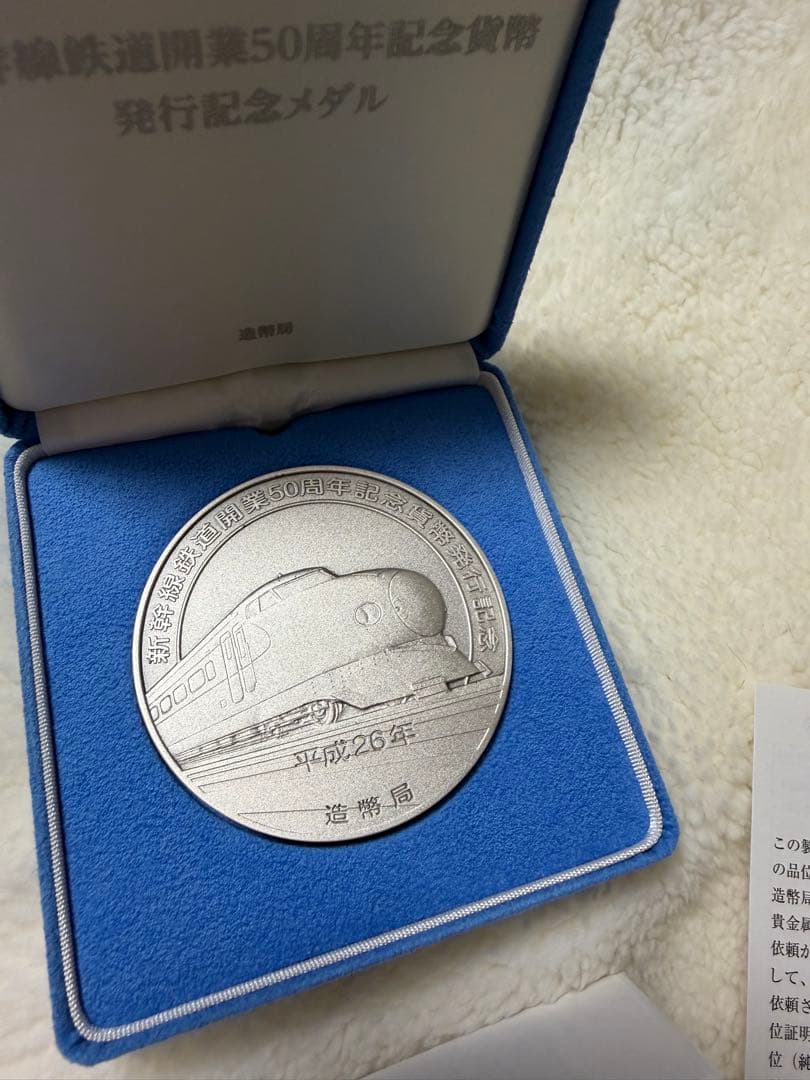 幹線鉄道開業50周年記念貨幣
発行記念メダル
造幣局
新幹線鉄道開業50周年記念貨幣発行記念
平成26年
造幣局
この製
の品位
造幣局
貴金属
依頼が
して、
依頼さ
位証明
位（純